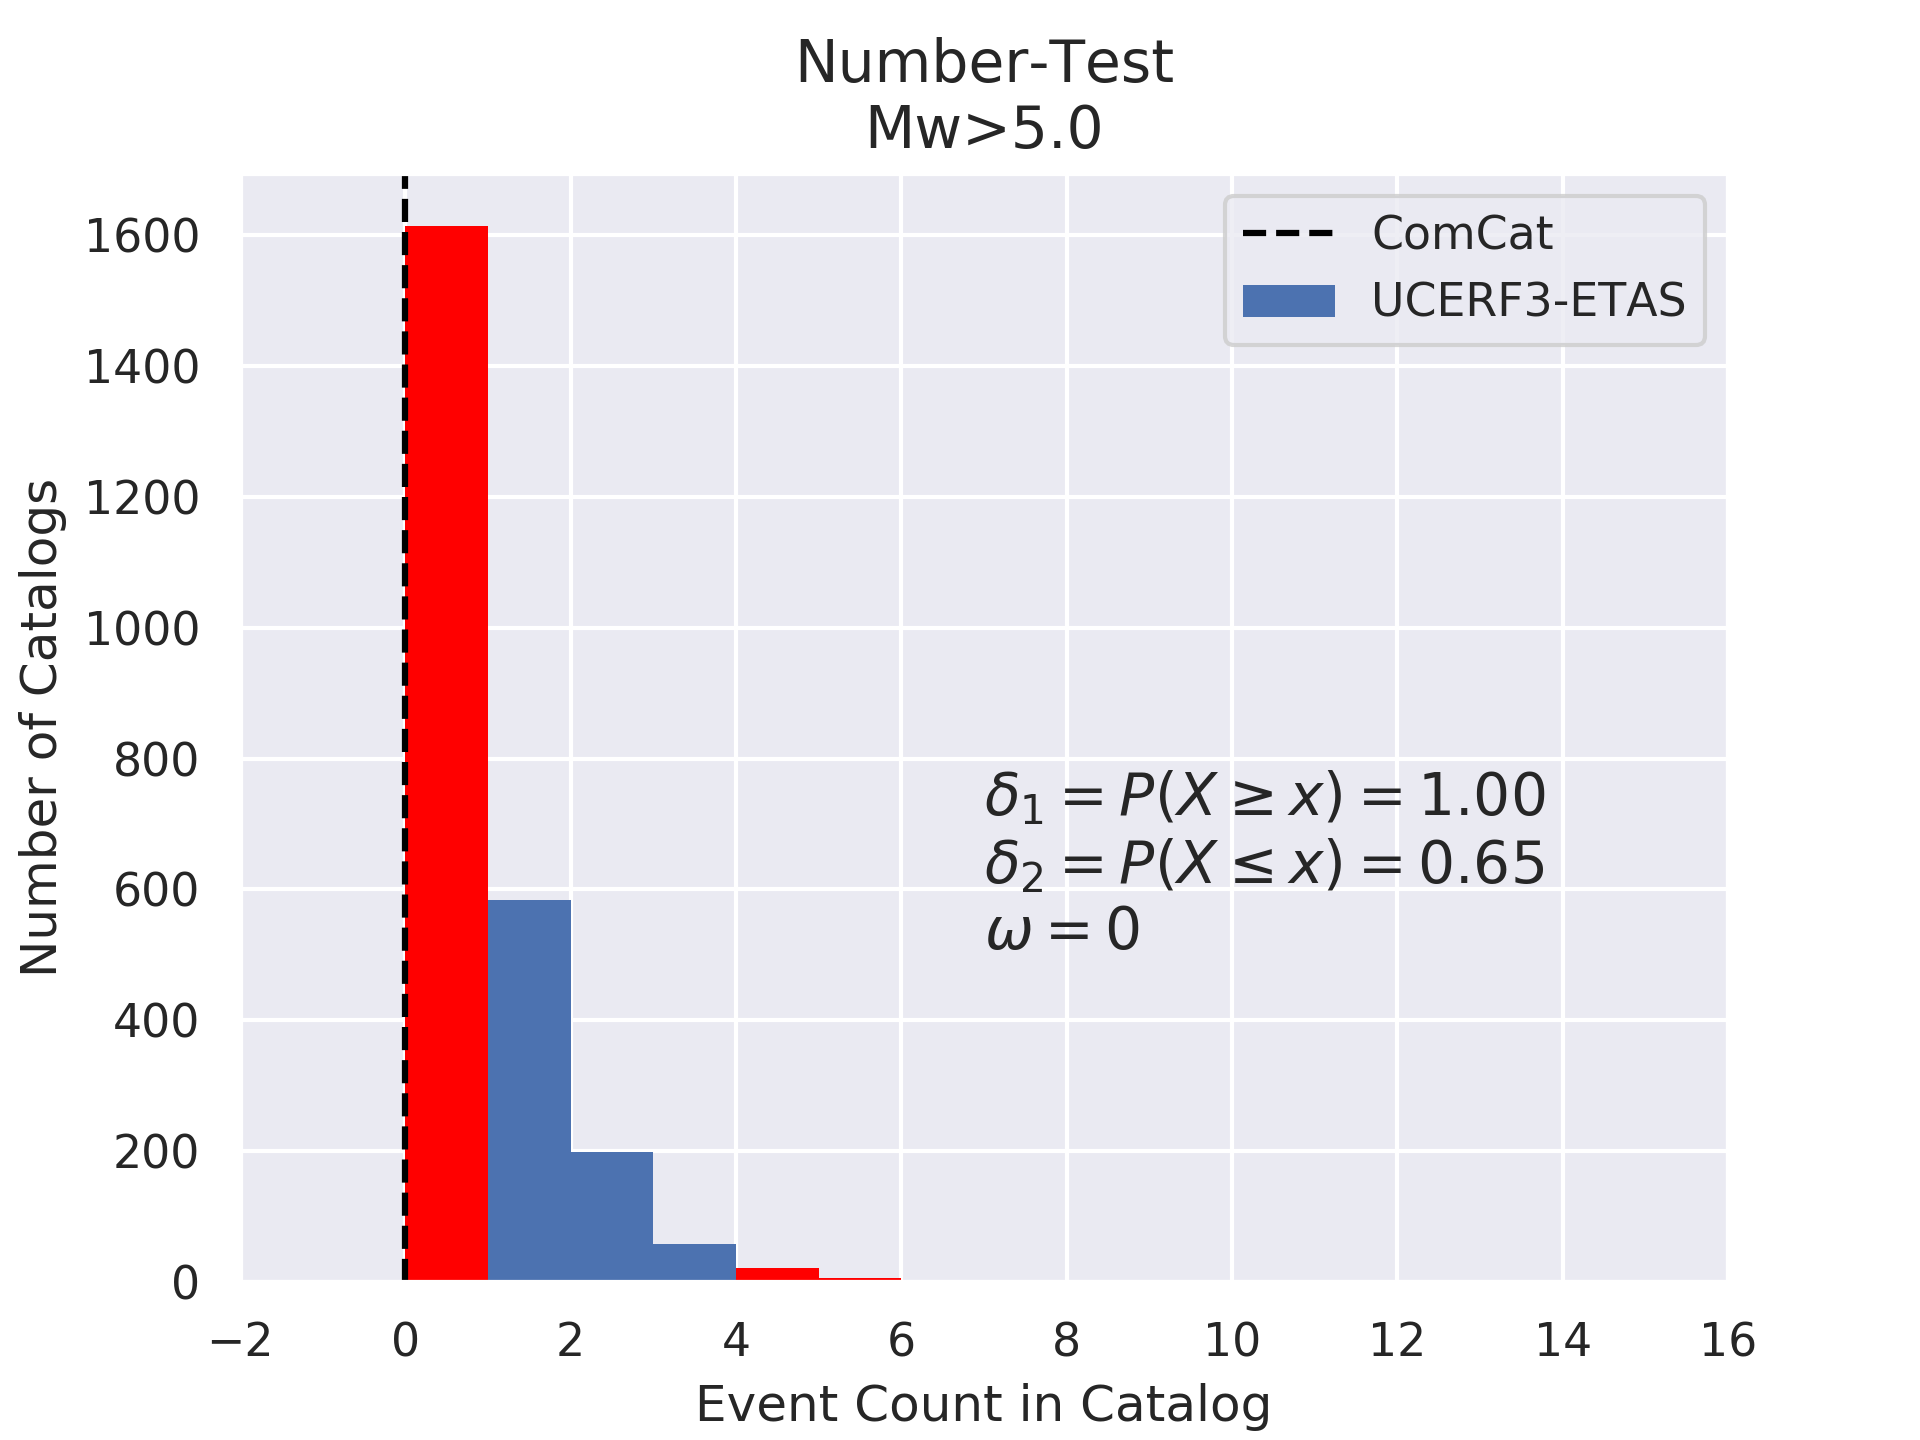 Number-Test
Mw>5.0
1600
1400
1200
1000
800
600
400
200
0
Number of Catalogs
ComCat
UCERF3-ETAS
δ₁ = P(X ≥ x) = 1.00
δ₂ = P(X ≤ x) = 0.65
ω = 0
−2 0 2 4 6 8 10 12 14 16
Event Count in Catalog